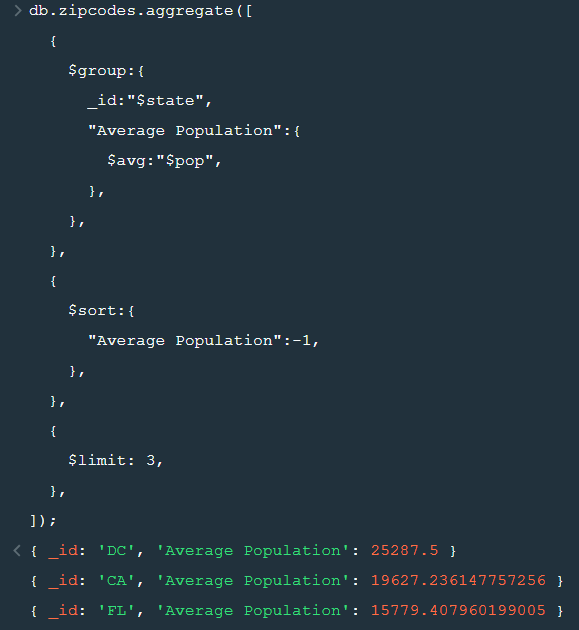 > db.zipcodes.aggregate([
{
$group:{
_id:"$state",
"Average Population":{
$avg:"$pop",
},
},
},
{
$sort:{
"Average Population":-1,
},
},
{
$limit: 3,
},
]);
< { _id: 'DC', 'Average Population': 25287.5 }
{ _id: 'CA', 'Average Population': 19627.236147757256 }
{ _id: 'FL', 'Average Population': 15779.407960199005 }